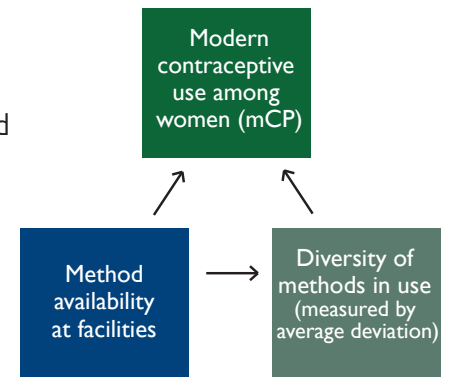 Modern
contraceptive
use among
women (mCP)
d
Method
availability
at facilities
Diversity of
methods in use
(measured by
average deviation)